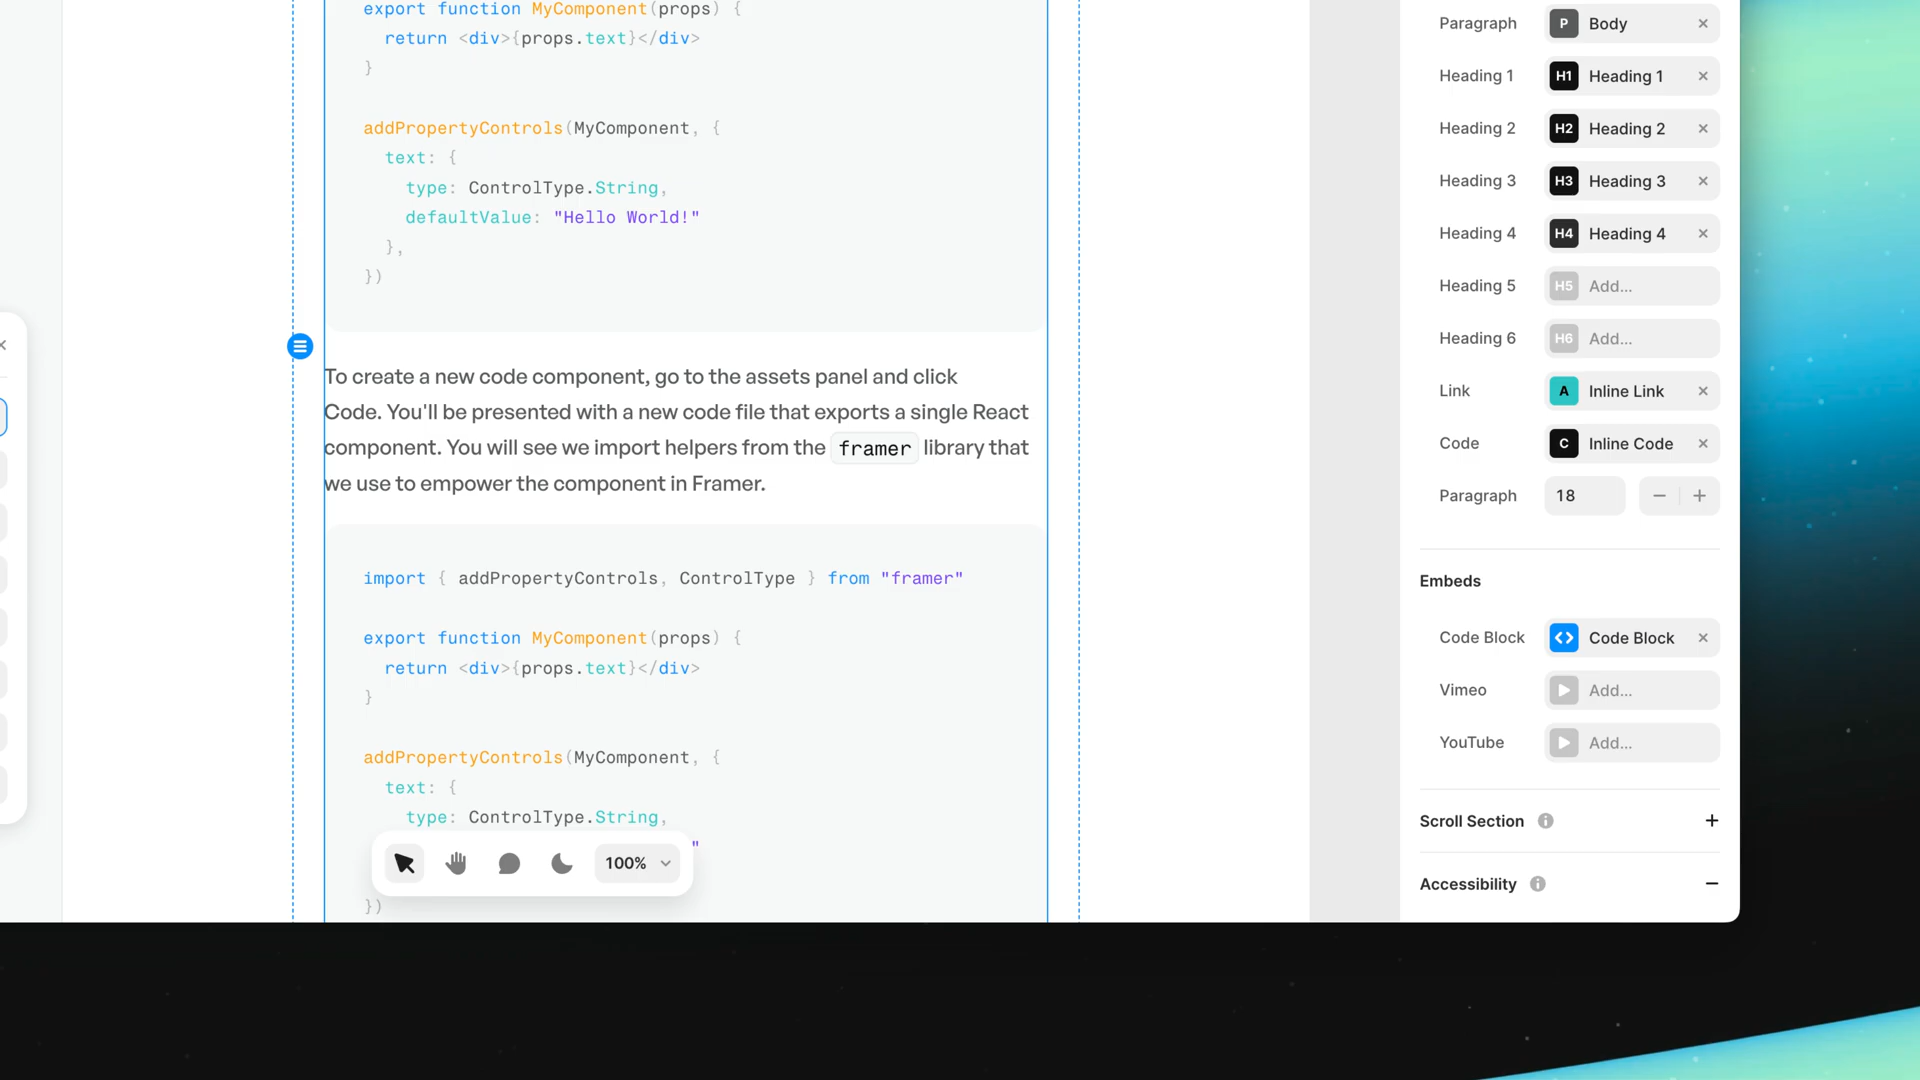 export function MyComponent(props) {
return <div>{props.text}</div>
}
addPropertyControls(MyComponent, {
text: {
type: ControlType.String,
defaultValue: "Hello World!"
},
})
To create a new code component, go to the assets panel and click
Code. You'll be presented with a new code file that exports a single React
component. You will see we import helpers from the framer library that
we use to empower the component in Framer.
import { addPropertyControls, ControlType } from "framer"
export function MyComponent(props) {
return <div>{props.text}</div>
}
addPropertyControls(MyComponent, {
text: {
type: ControlType.String,
"
})
100%
Paragraph P Body
Heading 1 H1 Heading 1
Heading 2 H2 Heading 2
Heading 3 H3 Heading 3
Heading 4 H4 Heading 4
Heading 5 H5 Add...
Heading 6 H6 Add...
Link A Inline Link
Code C Inline Code
Paragraph 18
Embeds
Code Block Code Block
Vimeo Add...
YouTube Add...
Scroll Section
Accessibility